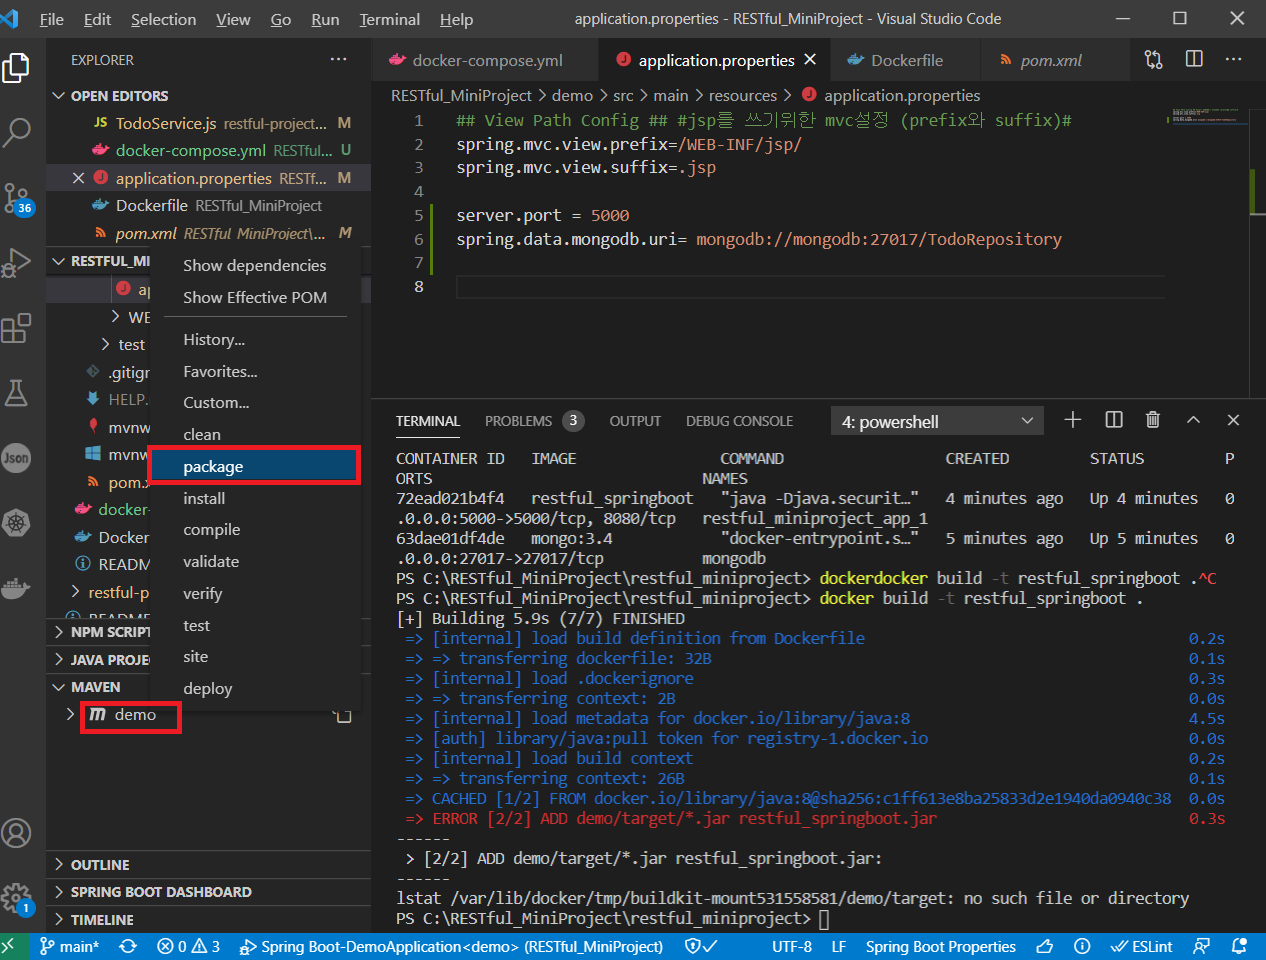 File Edit Selection View Go Run Terminal Help application.properties - RESTful_MiniProject - Visual Studio Code
EXPLORER ...
docker-compose.yml application.properties Dockerfile pom.xml ...
OPEN EDITORS
RESTful_MiniProject > demo > src > main > resources > application.properties
JS TodoService.js restful-project... M
docker-compose.yml RESTful... U
application.properties RESTf... M
Dockerfile RESTful_MiniProject
pom.xml RESTful MiniProject\... M
1 ## View Path Config ## #jsp를 쓰기위한 mvc설정 (prefix와 suffix)#
2 spring.mvc.view.prefix=/WEB-INF/jsp/
3 spring.mvc.view.suffix=.jsp
4
5 server.port = 5000
6 spring.data.mongodb.uri= mongodb://mongodb:27017/TodoRepository
7
8
36
RESTFUL_MI
ap
WE
test
.gitigr
HELP.
mvnw
mvnw
pom.x
docker-
Docker
READM
restful-p
README
NPM SCRIPT
JAVA PROJE
MAVEN
demo
Json
Show dependencies
Show Effective POM
History...
Favorites...
Custom...
clean
package
install
compile
validate
verify
test
site
deploy
OUTLINE
SPRING BOOT DASHBOARD
TIMELINE
1
TERMINAL PROBLEMS 3 OUTPUT DEBUG CONSOLE 4: powershell
CONTAINER ID IMAGE COMMAND CREATED STATUS P
ORTS NAMES
72ead021b4f4 restful_springboot "java -Djava.securit…" 4 minutes ago Up 4 minutes 0
.0.0.0:5000->5000/tcp, 8080/tcp restful_miniproject_app_1
63dae01df4de mongo:3.4 "docker-entrypoint.s…" 5 minutes ago Up 5 minutes 0
.0.0.0:27017->27017/tcp mongodb
PS C:\RESTful_MiniProject\restful_miniproject> dockerdocker build -t restful_springboot .^C
PS C:\RESTful_MiniProject\restful_miniproject> docker build -t restful_springboot .
[+] Building 5.9s (7/7) FINISHED
=> [internal] load build definition from Dockerfile 0.2s
=> => transferring dockerfile: 32B 0.1s
=> [internal] load .dockerignore 0.3s
=> => transferring context: 2B 0.0s
=> [internal] load metadata for docker.io/library/java:8 4.5s
=> [auth] library/java:pull token for registry-1.docker.io 0.0s
=> [internal] load build context 0.2s
=> => transferring context: 26B 0.1s
=> CACHED [1/2] FROM docker.io/library/java:8@sha256:c1ff613e8ba25833d2e1940da0940c38 0.0s
=> ERROR [2/2] ADD demo/target/*.jar restful_springboot.jar 0.3s
------
> [2/2] ADD demo/target/*.jar restful_springboot.jar:
------
lstat /var/lib/docker/tmp/buildkit-mount531558581/demo/target: no such file or directory
PS C:\RESTful_MiniProject\restful_miniproject>
main* 0 3 Spring Boot-DemoApplication<demo> (RESTful_MiniProject) UTF-8 LF Spring Boot Properties ESLint